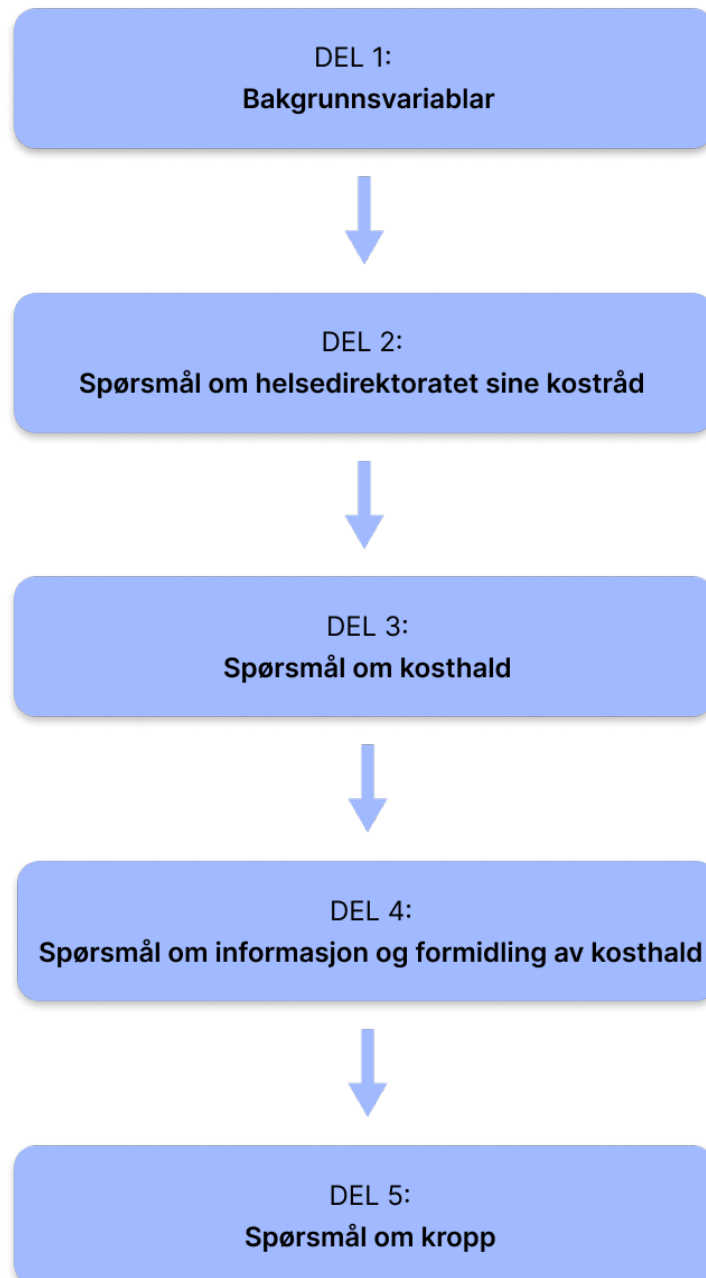 DEL 1:
Bakgrunnsvariablar
DEL 2:
Spørsmål om helsedirektoratet sine kostråd
DEL 3:
Spørsmål om kosthald
DEL 4:
Spørsmål om informasjon og formidling av kosthald
DEL 5:
Spørsmål om kropp